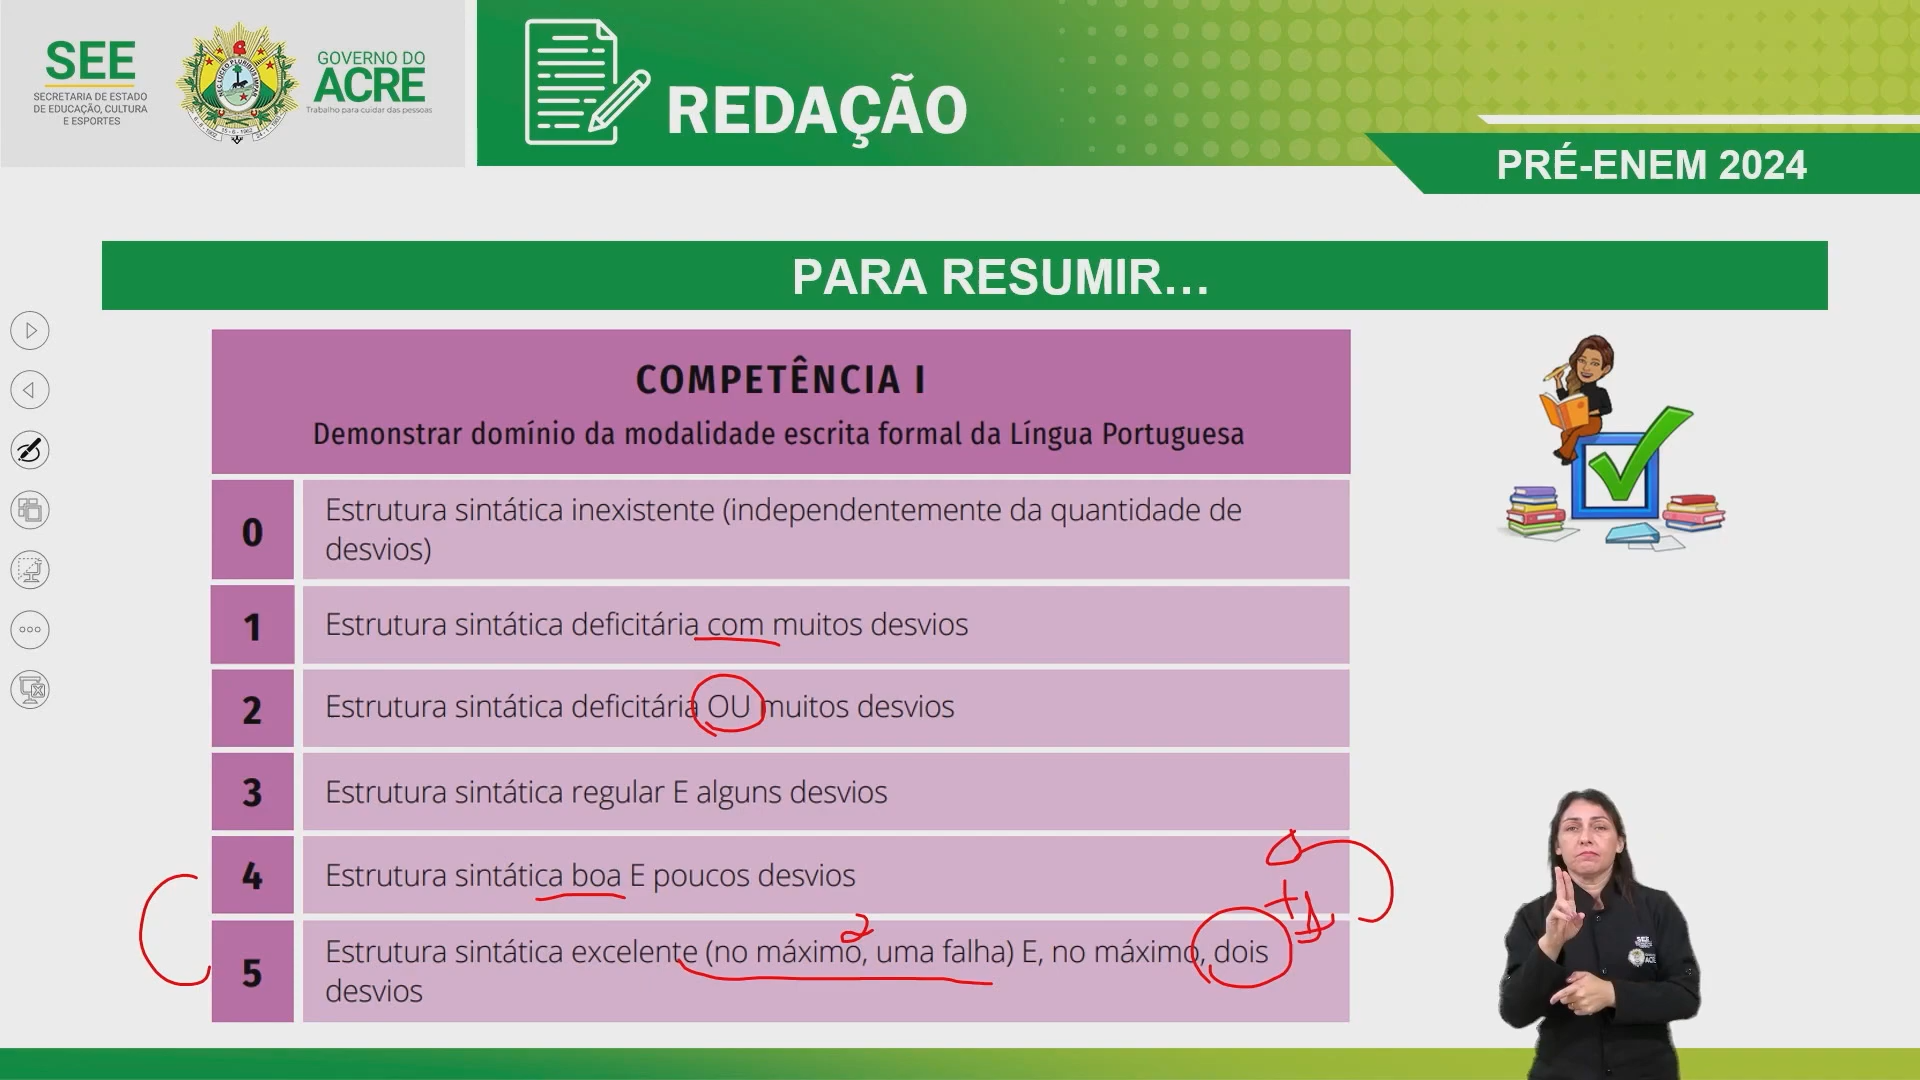 SEE
SECRETARIA DE ESTADO
DE EDUCAÇÃO, CULTURA
E ESPORTES
GOVERNO DO
ACRE
Trabalho para cuidar das pessoas
REDAÇÃO
PRÉ-ENEM 2024
PARA RESUMIR...
COMPETÊNCIA I
Demonstrar domínio da modalidade escrita formal da Língua Portuguesa
0
Estrutura sintática inexistente (independentemente da quantidade de
desvios)
1
Estrutura sintática deficitária com muitos desvios
2
Estrutura sintática deficitária OU muitos desvios
3
Estrutura sintática regular E alguns desvios
4
Estrutura sintática boa E poucos desvios
+1
2
5
Estrutura sintática excelente (no máximo, uma falha) E, no máximo, dois
desvios
SEE